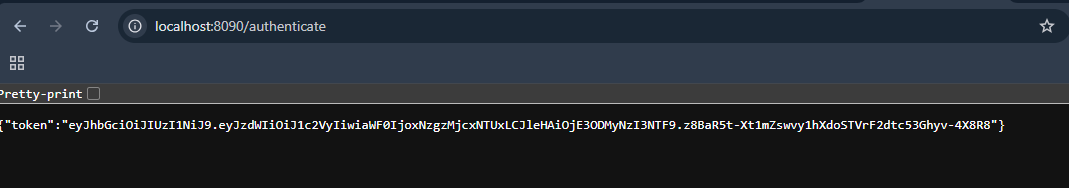 localhost:8090/authenticate
Pretty-print
{"token":"eyJhbGciOiJIUzI1NiJ9.eyJzdWIiOiJ1c2VyIiwiaWF0IjoxNzgzMjcxNTUxLCJleHAiOjE3ODMyNzI3NTF9.z8BaR5t-Xt1mZswvy1hXdoSTVrF2dtc53Ghyv-4X8R8"}